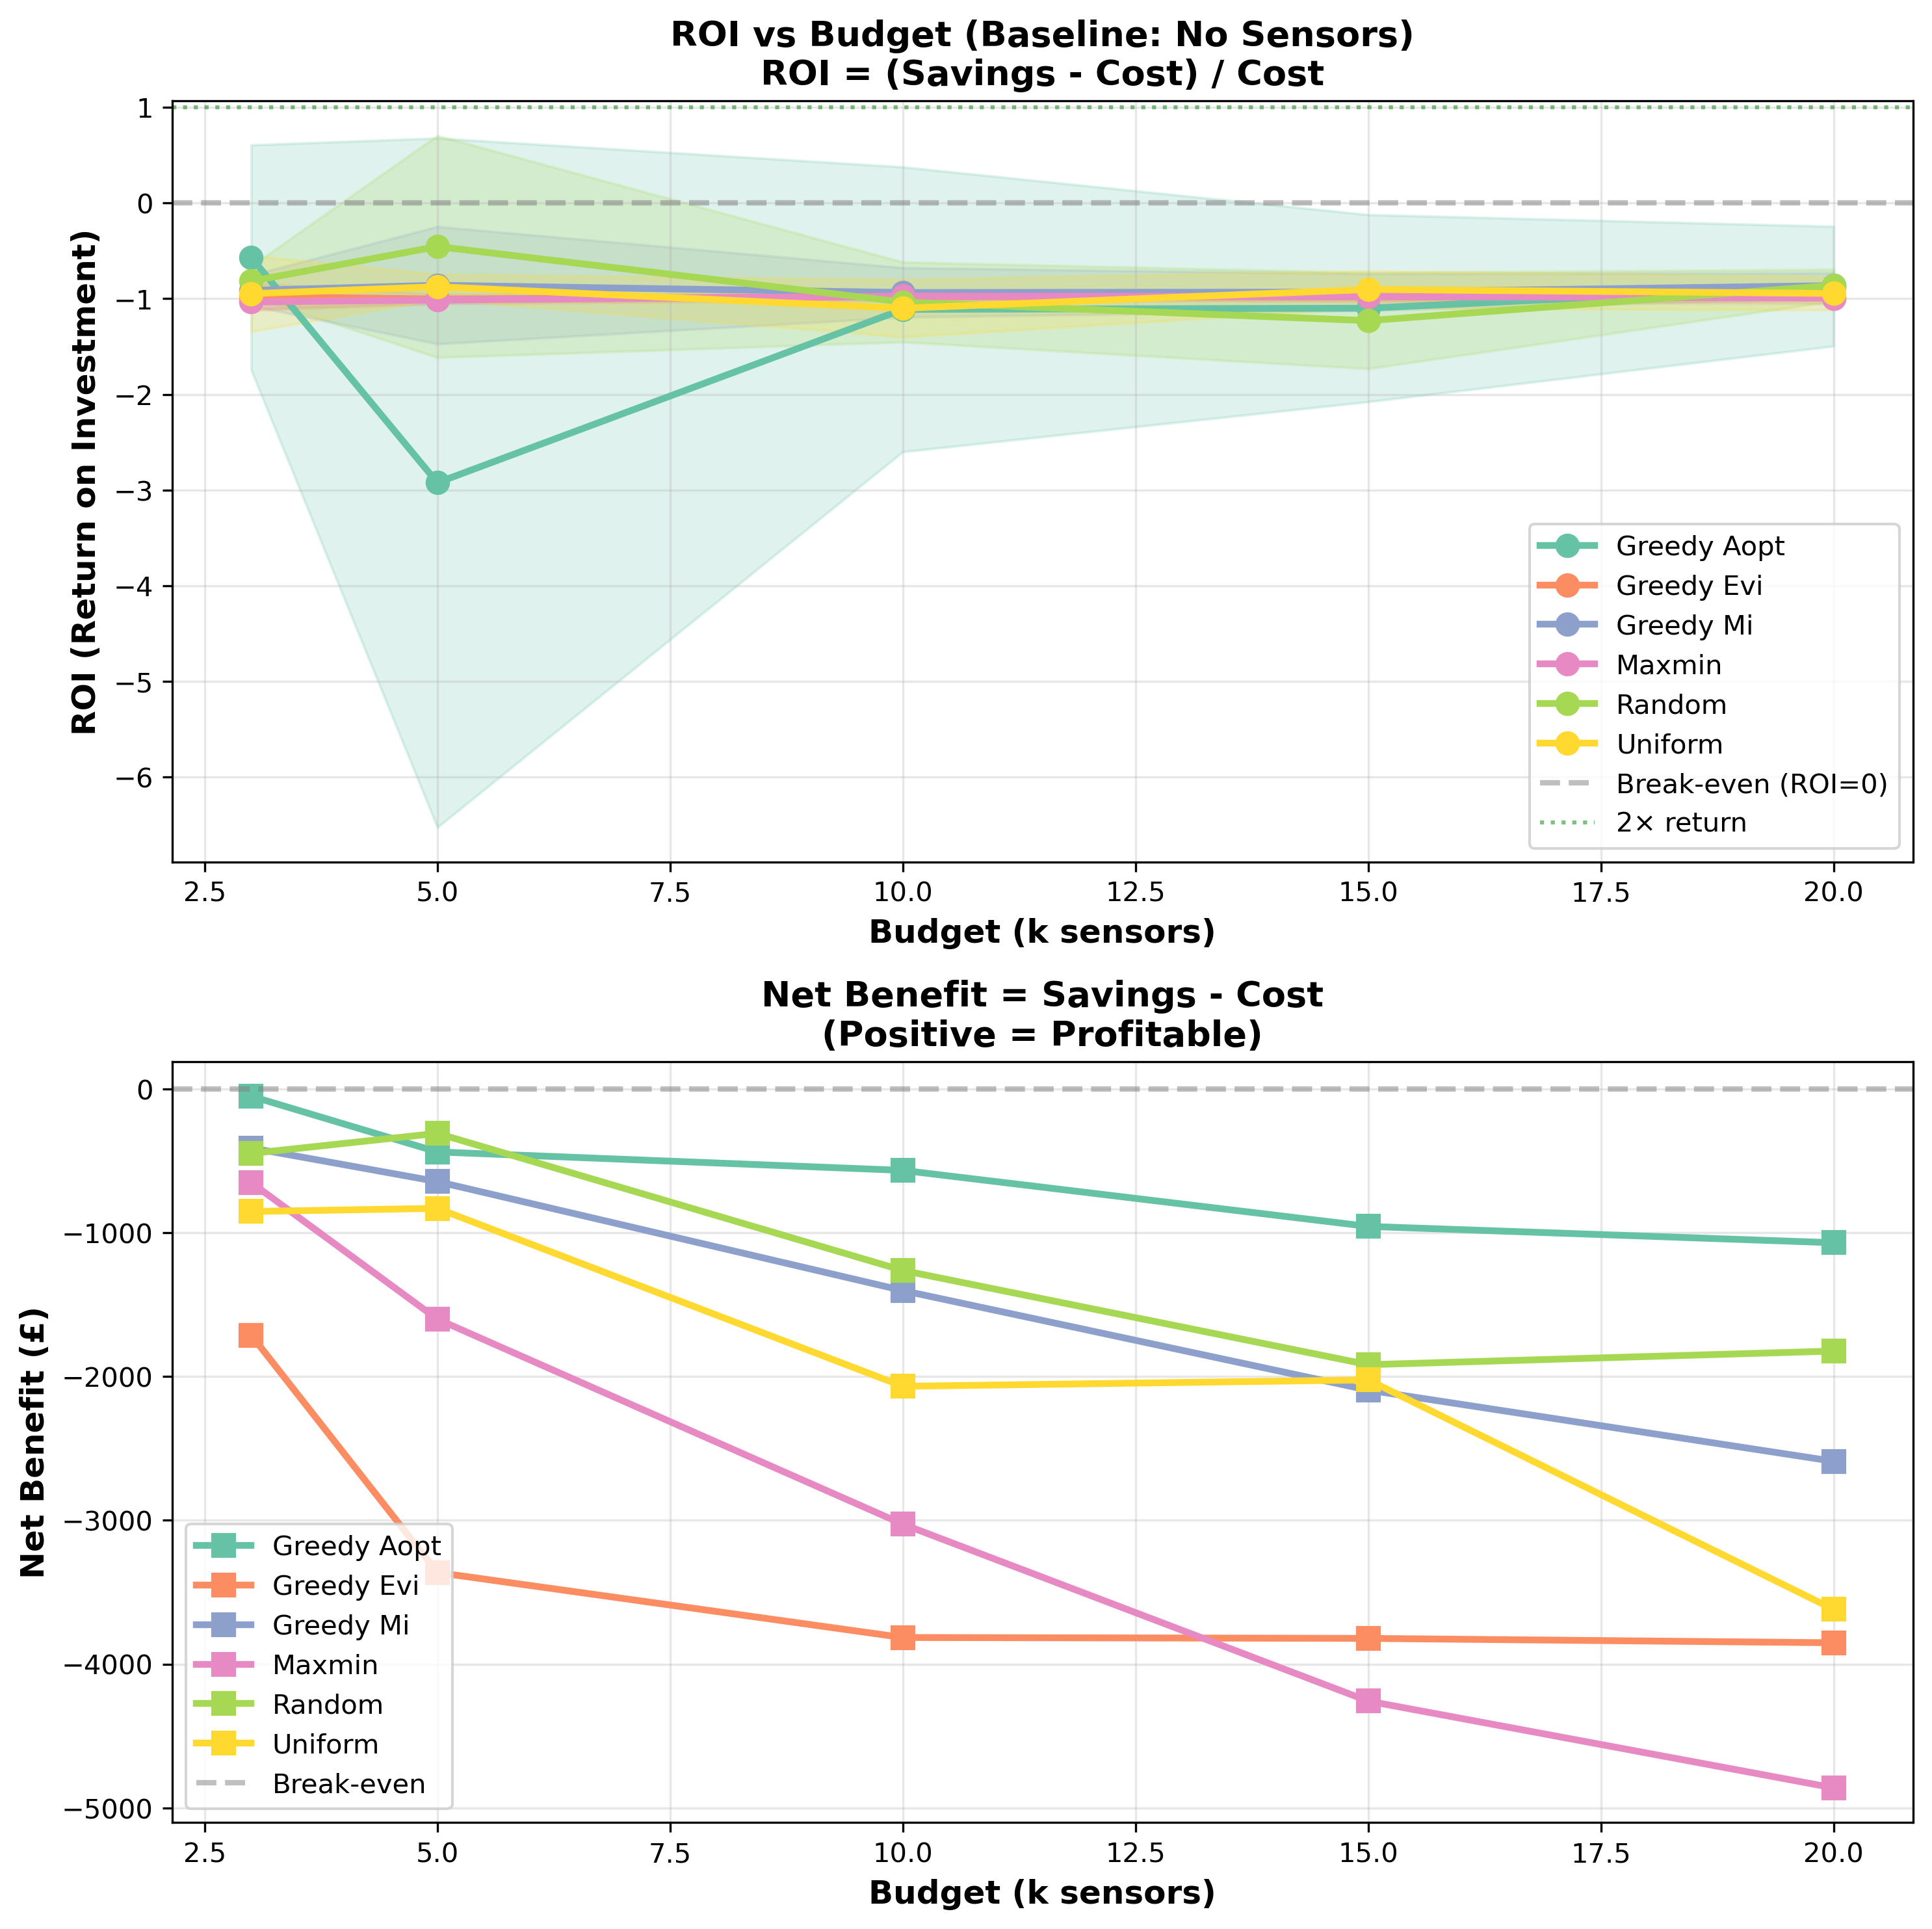 ROI vs Budget (Baseline: No Sensors)
ROI = (Savings - Cost) / Cost
ROI (Return on Investment)
1
0
−1
−2
−3
−4
−5
−6
Greedy Aopt
Greedy Evi
Greedy Mi
Maxmin
Random
Uniform
Break-even (ROI=0)
2× return
2.5 5.0 7.5 10.0 12.5 15.0 17.5 20.0
Budget (k sensors)
Net Benefit = Savings - Cost
(Positive = Profitable)
Net Benefit (£)
0
−1000
−2000
−3000
−4000
−5000
Greedy Aopt
Greedy Evi
Greedy Mi
Maxmin
Random
Uniform
Break-even
2.5 5.0 7.5 10.0 12.5 15.0 17.5 20.0
Budget (k sensors)